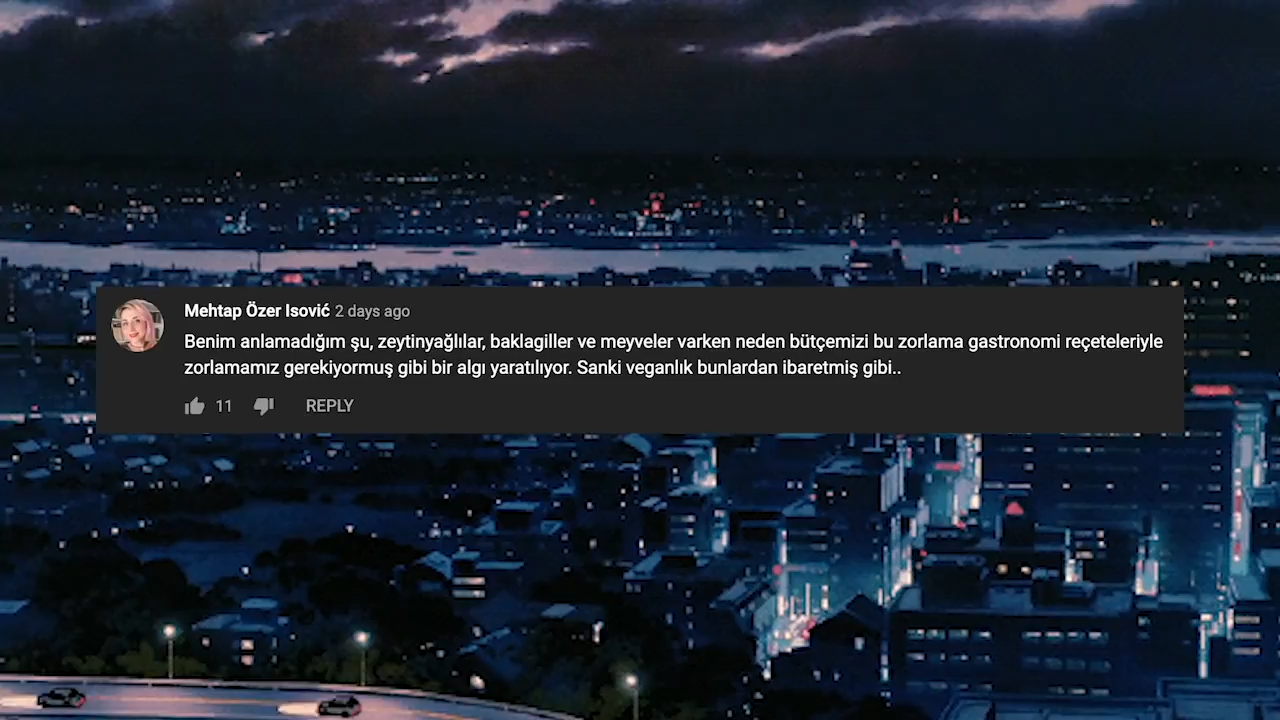 Mehtap Özer Isović 2 days ago
Benim anlamadığım şu, zeytinyağlılar, baklagiller ve meyveler varken neden bütçemizi bu zorlama gastronomi reçeteleriyle
zorlamamız gerekiyormuş gibi bir algı yaratılıyor. Sanki veganlık bunlardan ibaretmiş gibi..
11 REPLY